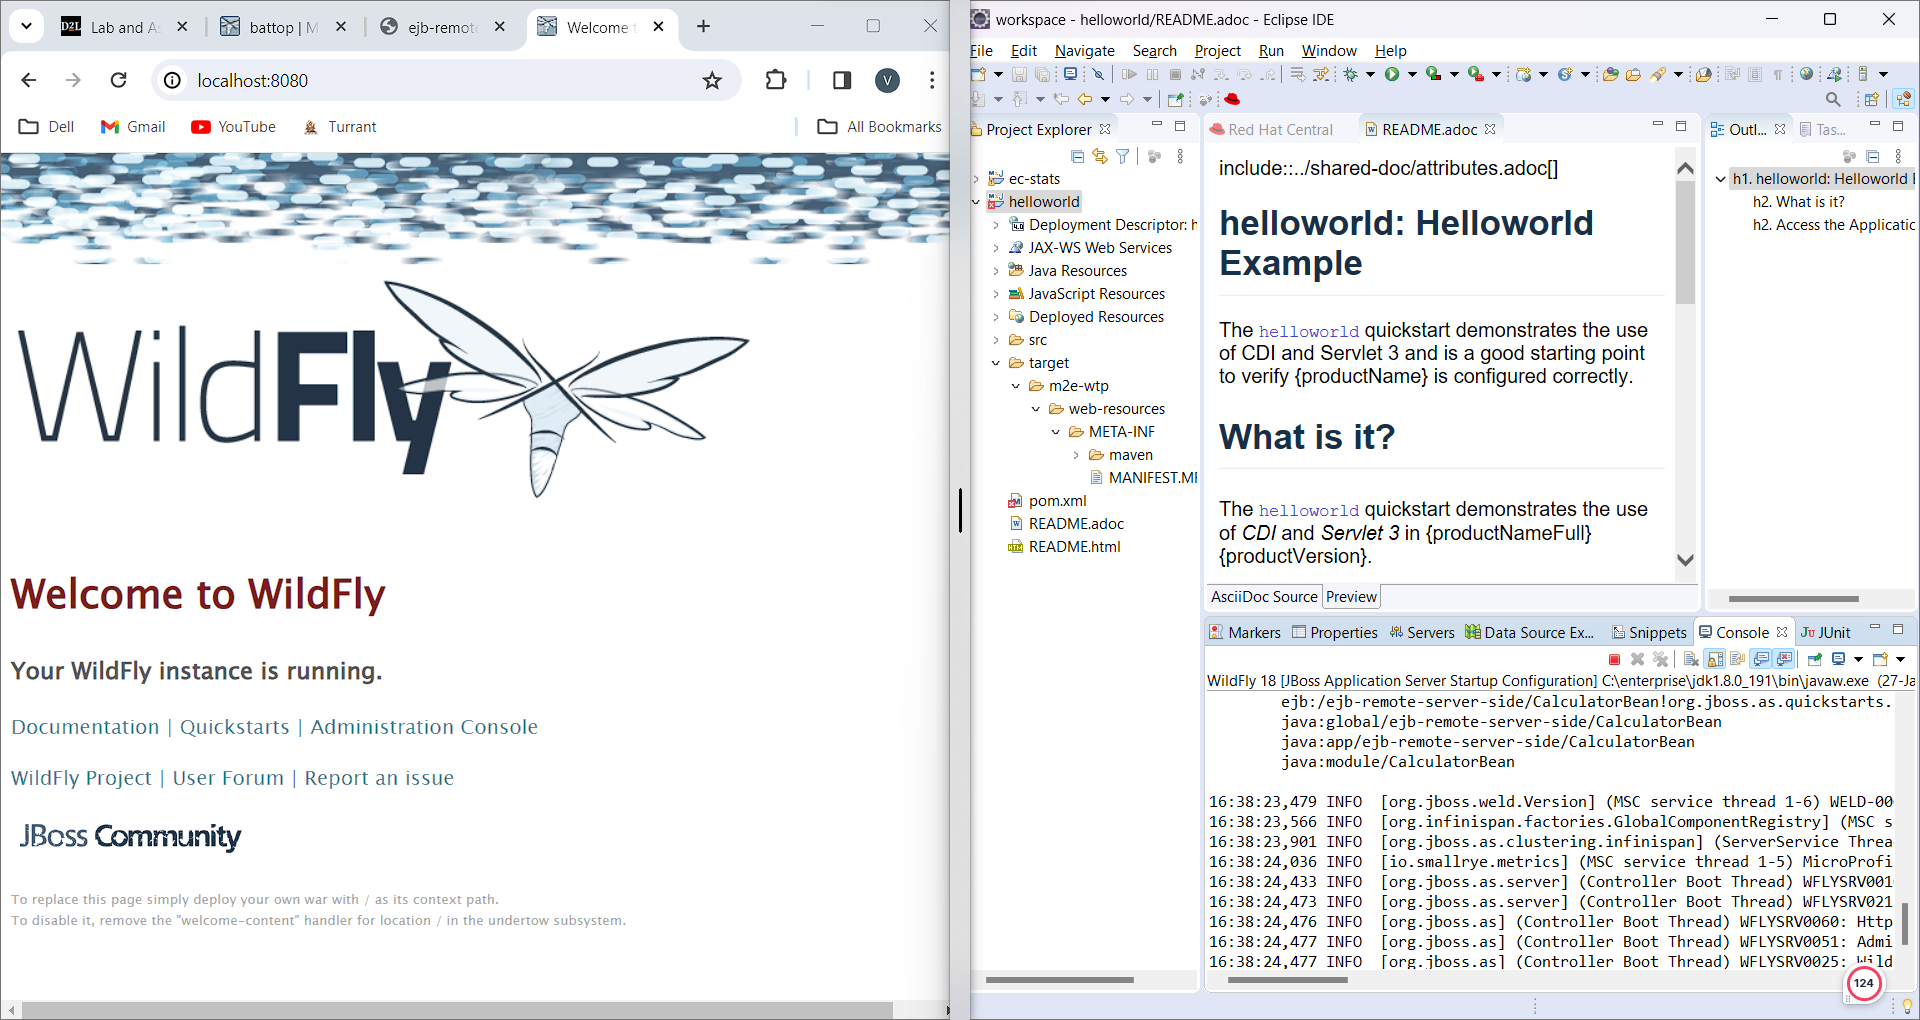 D2L Lab and As
battop | M
ejb-remot
Welcome t
localhost:8080
V
Dell
Gmail
YouTube
Turrant
All Bookmarks
WildFly
Welcome to WildFly
Your WildFly instance is running.
Documentation | Quickstarts | Administration Console
WildFly Project | User Forum | Report an issue
JBoss Community
To replace this page simply deploy your own war with / as its context path.
To disable it, remove the "welcome-content" handler for location / in the undertow subsystem.
workspace - helloworld/README.adoc - Eclipse IDE
File Edit Navigate Search Project Run Window Help
Project Explorer
ec-stats
helloworld
Deployment Descriptor: h
JAX-WS Web Services
Java Resources
JavaScript Resources
Deployed Resources
src
target
m2e-wtp
web-resources
META-INF
maven
MANIFEST.MF
pom.xml
README.adoc
README.html
Red Hat Central
README.adoc
include::../shared-doc/attributes.adoc[]
helloworld: Helloworld
Example
The helloworld quickstart demonstrates the use
of CDI and Servlet 3 and is a good starting point
to verify {productName} is configured correctly.
What is it?
The helloworld quickstart demonstrates the use
of CDI and Servlet 3 in {productNameFull}
{productVersion}.
AsciiDoc Source Preview
Outl...
Tas...
h1. helloworld: Helloworld E
h2. What is it?
h2. Access the Applicatic
Markers Properties Servers Data Source Ex... Snippets Console JUnit
WildFly 18 [JBoss Application Server Startup Configuration] C:\enterprise\jdk1.8.0_191\bin\javaw.exe (27-Ja
ejb:/ejb-remote-server-side/CalculatorBean!org.jboss.as.quickstarts.
java:global/ejb-remote-server-side/CalculatorBean
java:app/ejb-remote-server-side/CalculatorBean
java:module/CalculatorBean
16:38:23,479 INFO [org.jboss.weld.Version] (MSC service thread 1-6) WELD-00
16:38:23,566 INFO [org.infinispan.factories.GlobalComponentRegistry] (MSC s
16:38:23,901 INFO [org.jboss.as.clustering.infinispan] (ServerService Threa
16:38:24,036 INFO [io.smallrye.metrics] (MSC service thread 1-5) MicroProfi
16:38:24,433 INFO [org.jboss.as.server] (Controller Boot Thread) WFLYSRV001
16:38:24,473 INFO [org.jboss.as.server] (Controller Boot Thread) WFLYSRV021
16:38:24,476 INFO [org.jboss.as] (Controller Boot Thread) WFLYSRV0060: Http
16:38:24,477 INFO [org.jboss.as] (Controller Boot Thread) WFLYSRV0051: Admi
16:38:24,477 INFO [org.jboss.as] (Controller Boot Thread) WFLYSRV0025: Wild
124